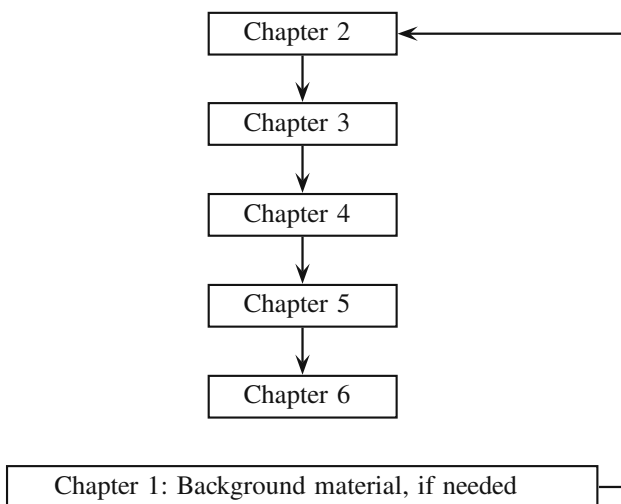 Chapter 2
Chapter 3
Chapter 4
Chapter 5
Chapter 6
Chapter 1: Background material, if needed